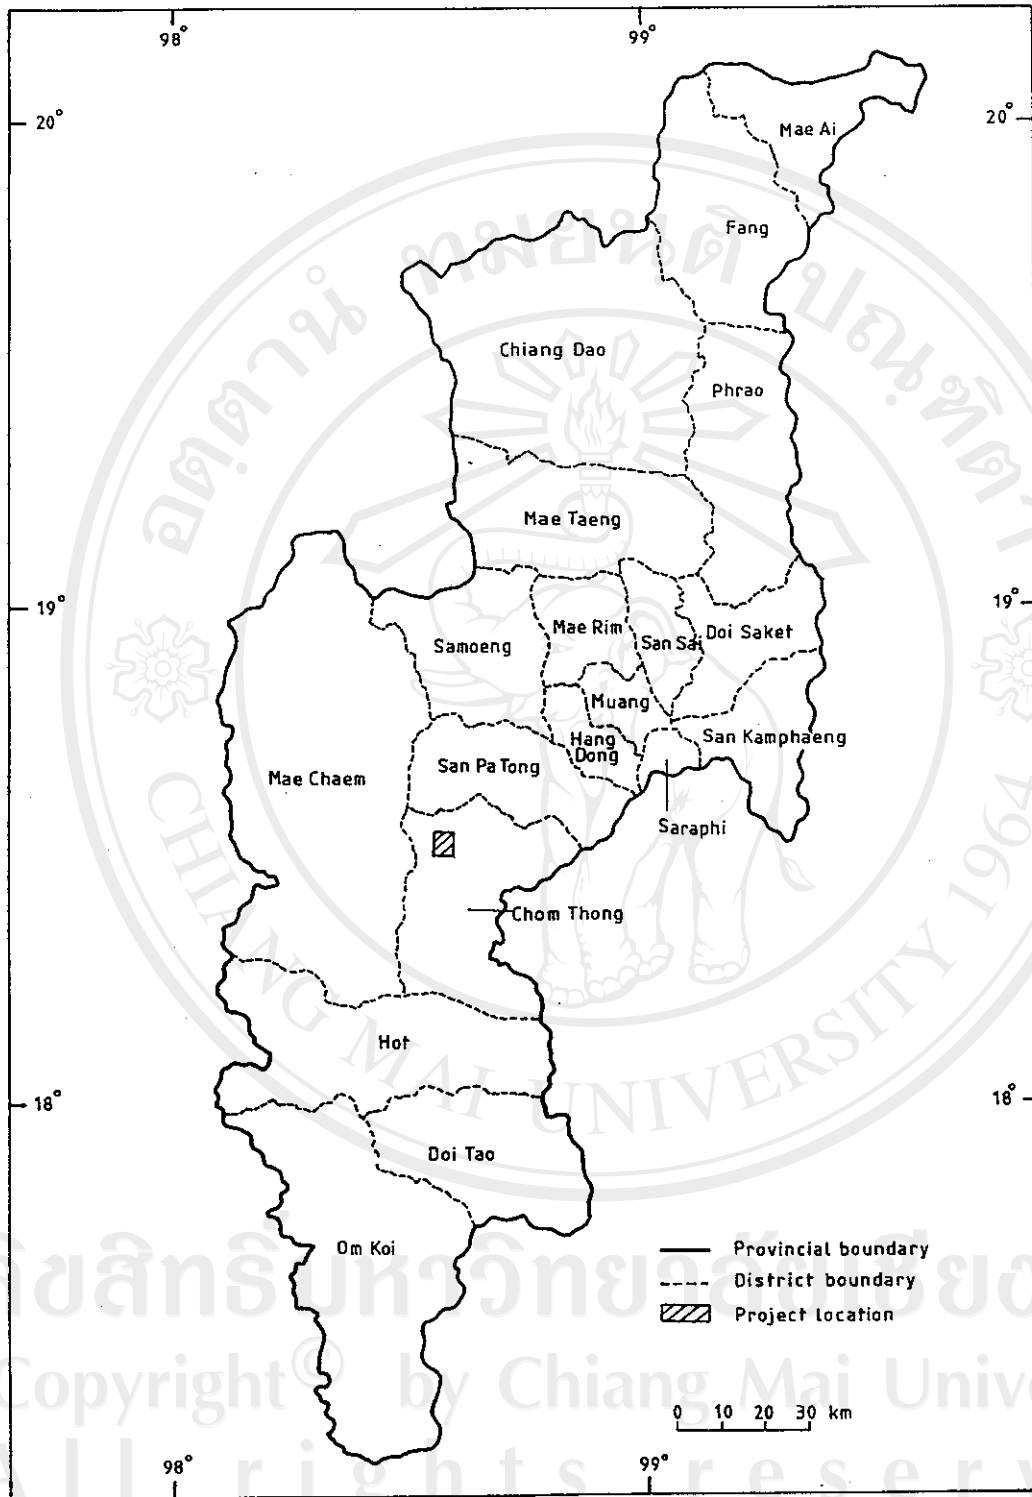 98°
99°
20°
20°
Mae Ai
Fang
Chiang Dao
Phrao
Mae Taeng
19°
19°
Samoeng
Mae Rim
San Sai
Doi Saket
Muang
Hang
Dong
San Kamphaeng
San Pa Tong
Mae Chaem
Saraphi
Chom Thong
Hot
18°
18°
Doi Tao
Om Koi
Provincial boundary
District boundary
Project location
0 10 20 30 km
98°
99°
CHIANG MAI UNIVERSITY 1964
Copyright© by Chiang Mai Univ
All rights reserv